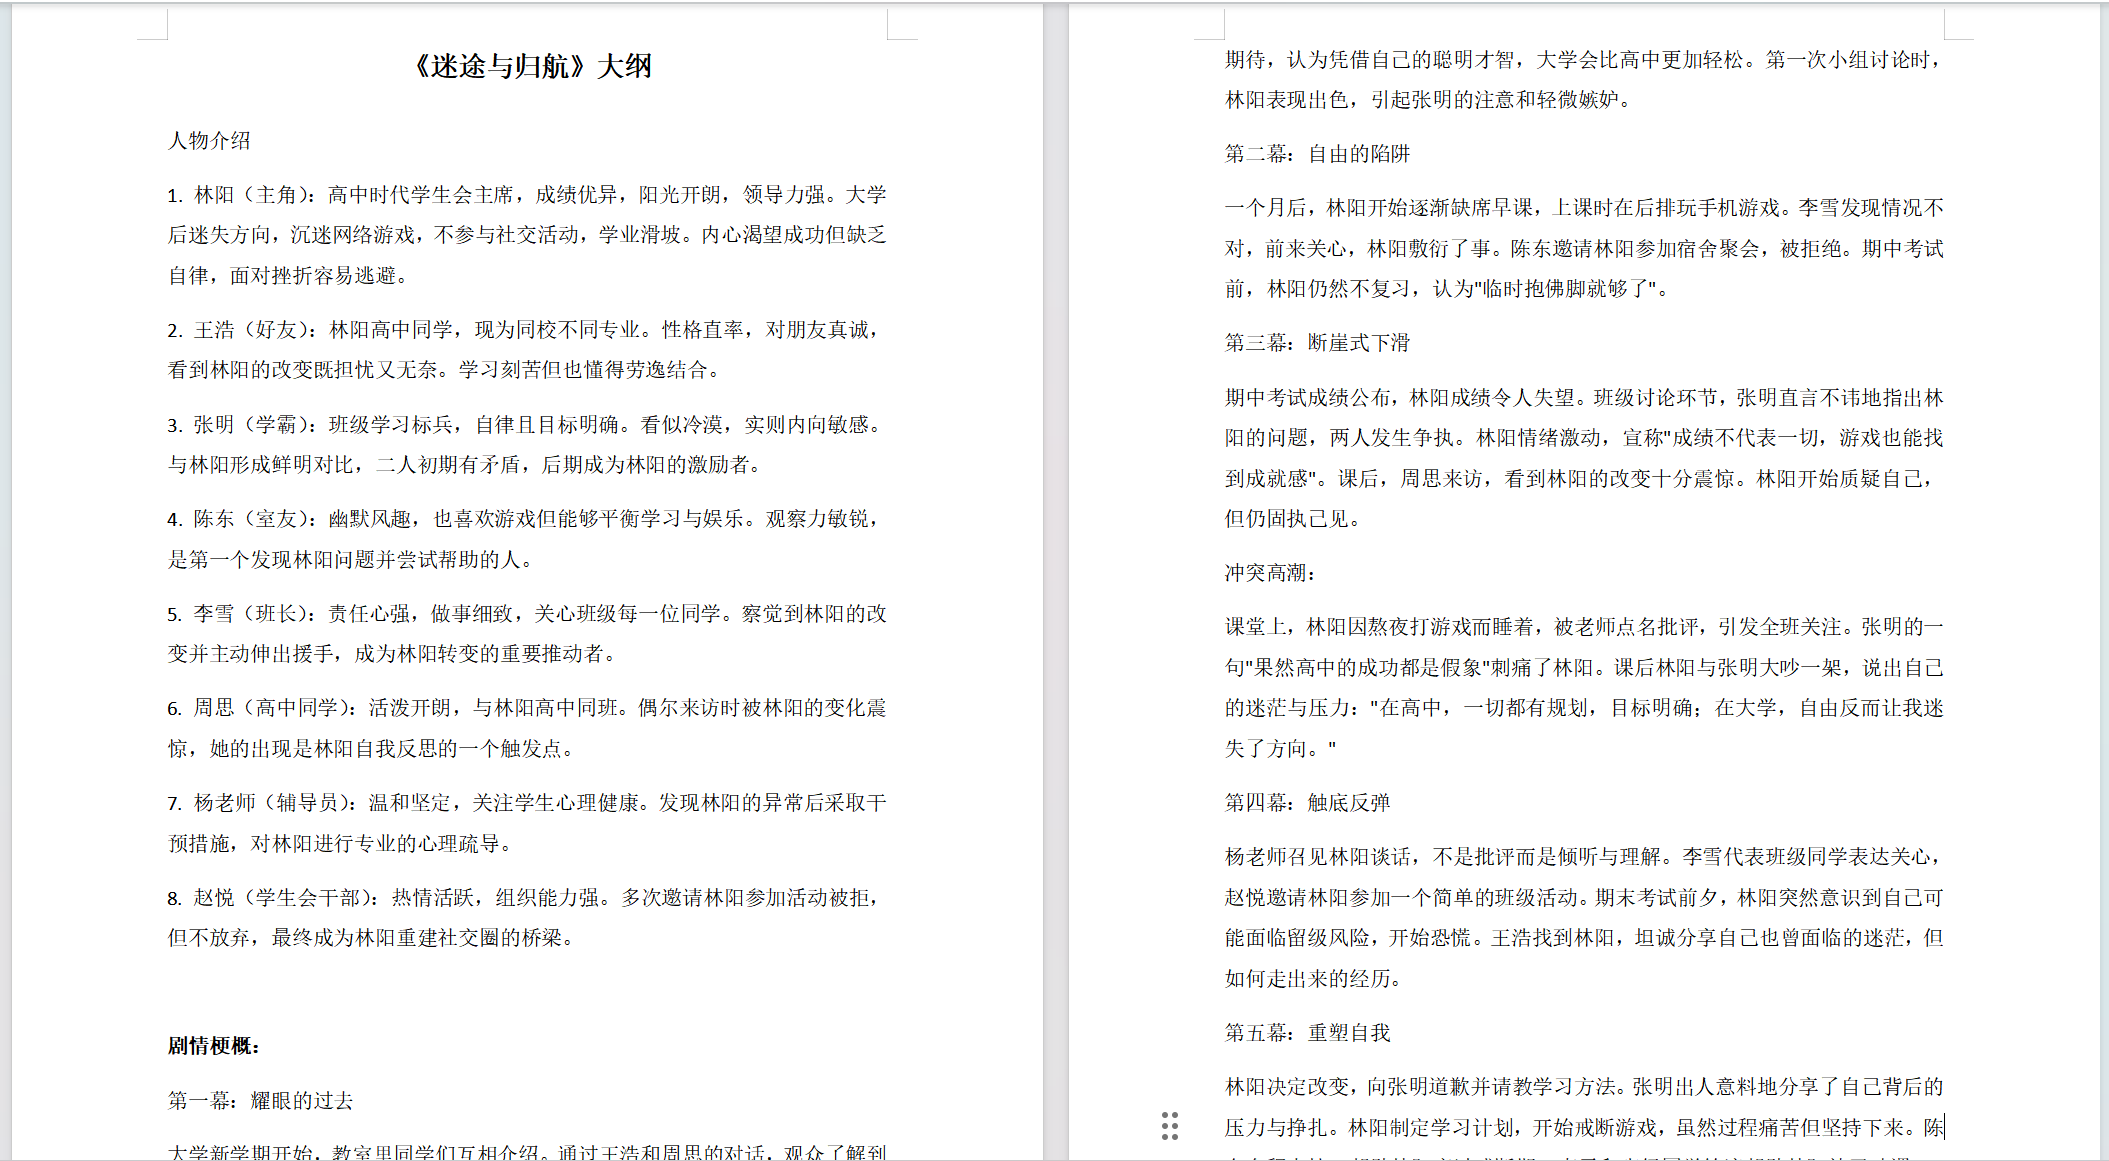 《迷途与归航》大纲
人物介绍
1. 林阳（主角）：高中时代学生会主席，成绩优异，阳光开朗，领导力强。大学
后迷失方向，沉迷网络游戏，不参与社交活动，学业滑坡。内心渴望成功但缺乏
自律，面对挫折容易逃避。
2. 王浩（好友）：林阳高中同学，现为同校不同专业。性格直率，对朋友真诚，
看到林阳的改变既担忧又无奈。学习刻苦但也懂得劳逸结合。
3. 张明（学霸）：班级学习标兵，自律且目标明确。看似冷漠，实则内向敏感。
与林阳形成鲜明对比，二人初期有矛盾，后期成为林阳的激励者。
4. 陈东（室友）：幽默风趣，也喜欢游戏但能够平衡学习与娱乐。观察力敏锐，
是第一个发现林阳问题并尝试帮助的人。
5. 李雪（班长）：责任心强，做事细致，关心班级每一位同学。察觉到林阳的改
变并主动伸出援手，成为林阳转变的重要推动者。
6. 周思（高中同学）：活泼开朗，与林阳高中同班。偶尔来访时被林阳的变化震
惊，她的出现是林阳自我反思的一个触发点。
7. 杨老师（辅导员）：温和坚定，关注学生心理健康。发现林阳的异常后采取干
预措施，对林阳进行专业的心理疏导。
8. 赵悦（学生会干部）：热情活跃，组织能力强。多次邀请林阳参加活动被拒，
但不放弃，最终成为林阳重建社交圈的桥梁。
剧情梗概：
第一幕：耀眼的过去
大学新学期开始，教室里同学们互相介绍。通过王浩和周思的对话，观众了解到
期待，认为凭借自己的聪明才智，大学会比高中更加轻松。第一次小组讨论时，
林阳表现出色，引起张明的注意和轻微嫉妒。
第二幕：自由的陷阱
一个月后，林阳开始逐渐缺席早课，上课时在后排玩手机游戏。李雪发现情况不
对，前来关心，林阳敷衍了事。陈东邀请林阳参加宿舍聚会，被拒绝。期中考试
前，林阳仍然不复习，认为"临时抱佛脚就够了"。
第三幕：断崖式下滑
期中考试成绩公布，林阳成绩令人失望。班级讨论环节，张明直言不讳地指出林
阳的问题，两人发生争执。林阳情绪激动，宣称"成绩不代表一切，游戏也能找
到成就感"。课后，周思来访，看到林阳的改变十分震惊。林阳开始质疑自己，
但仍固执己见。
冲突高潮：
课堂上，林阳因熬夜打游戏而睡着，被老师点名批评，引发全班关注。张明的一
句"果然高中的成功都是假象"刺痛了林阳。课后林阳与张明大吵一架，说出自己
的迷茫与压力："在高中，一切都有规划，目标明确；在大学，自由反而让我迷
失了方向。"
第四幕：触底反弹
杨老师召见林阳谈话，不是批评而是倾听与理解。李雪代表班级同学表达关心，
赵悦邀请林阳参加一个简单的班级活动。期末考试前夕，林阳突然意识到自己可
能面临留级风险，开始恐慌。王浩找到林阳，坦诚分享自己也曾面临的迷茫，但
如何走出来的经历。
第五幕：重塑自我
林阳决定改变，向张明道歉并请教学习方法。张明出人意料地分享了自己背后的
压力与挣扎。林阳制定学习计划，开始戒断游戏，虽然过程痛苦但坚持下来。陈